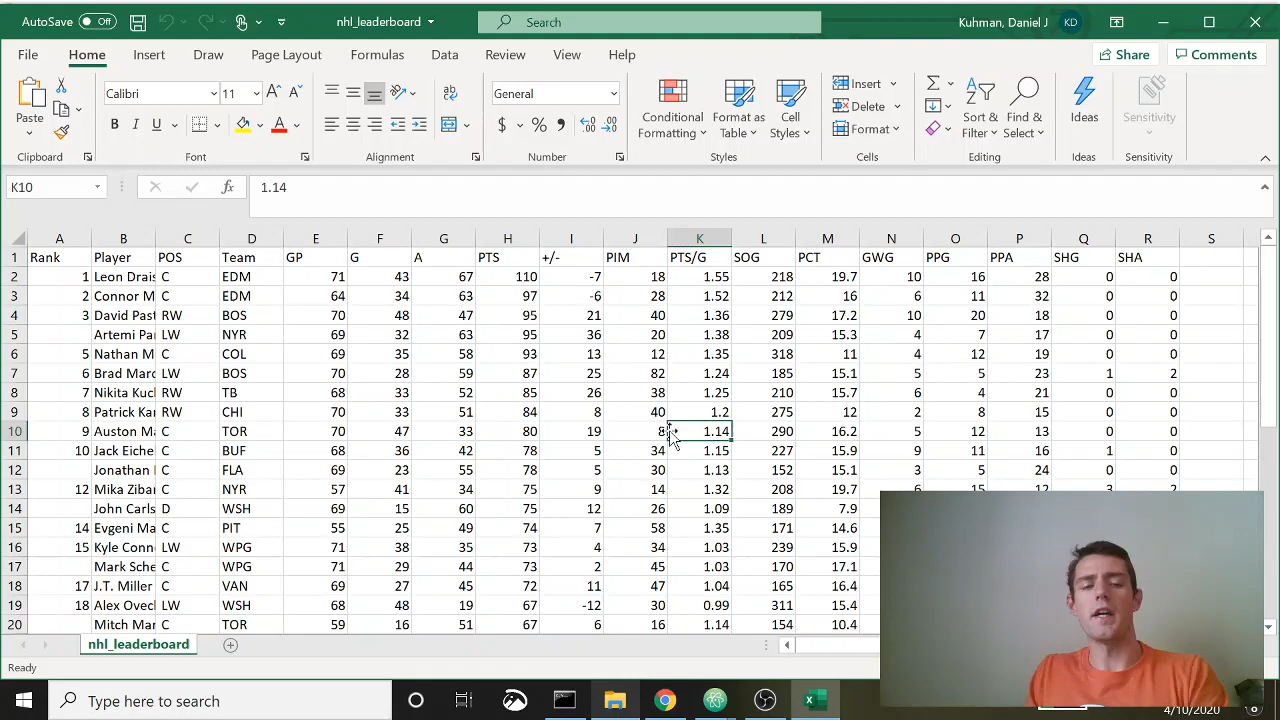 AutoSave Off nhl_leaderboard Search Kuhman, Daniel J KD
File Home Insert Draw Page Layout Formulas Data Review View Help Share Comments
Paste Calibri 11 General Conditional Formatting Format as Table Cell Styles Insert Delete Format Sort & Filter Find & Select Ideas Sensitivity
Clipboard Font Alignment Number Styles Cells Editing Ideas Sensitivity
K10 fx 1.14
A B C D E F G H I J K L M N O P Q R S
1 Rank Player POS Team GP G A PTS +/- PIM PTS/G SOG PCT GWG PPG PPA SHG SHA
2 1 Leon Drais C EDM 71 43 67 110 -7 18 1.55 218 19.7 10 16 28 0 0
3 2 Connor M C EDM 64 34 63 97 -6 28 1.52 212 16 6 11 32 0 0
4 3 David Past RW BOS 70 48 47 95 21 40 1.36 279 17.2 10 20 18 0 0
5 Artemi Pa LW NYR 69 32 63 95 36 20 1.38 209 15.3 4 7 17 0 0
6 5 Nathan M C COL 69 35 58 93 13 12 1.35 318 11 4 12 19 0 0
7 6 Brad Marc LW BOS 70 28 59 87 25 82 1.24 185 15.1 5 5 23 1 2
8 7 Nikita Kuc RW TB 68 33 52 85 26 38 1.25 210 15.7 6 4 21 0 0
9 8 Patrick Kar RW CHI 70 33 51 84 8 40 1.2 275 12 2 8 15 0 0
10 9 Auston Ma C TOR 70 47 33 80 19 8 1.14 290 16.2 5 12 13 0 0
11 10 Jack Eiche C BUF 68 36 42 78 5 34 1.15 227 15.9 9 11 16 1 0
12 Jonathan C FLA 69 23 55 78 5 30 1.13 152 15.1 3 5 24 0 0
13 12 Mika Ziba C NYR 57 41 34 75 9 14 1.32 208 19.7 6 15 12 3 2
14 John Carls D WSH 69 15 60 75 12 26 1.09 189 7.9
15 14 Evgeni Ma C PIT 55 25 49 74 7 58 1.35 171 14.6
16 15 Kyle Conn LW WPG 71 38 35 73 4 34 1.03 239 15.9
17 Mark Sche C WPG 71 29 44 73 2 45 1.03 170 17.1
18 17 J.T. Miller C VAN 69 27 45 72 11 47 1.04 165 16.4
19 18 Alex Ovec LW WSH 68 48 19 67 -12 30 0.99 311 15.4
20 Mitch Mar C TOR 59 16 51 67 6 16 1.14 154 10.4
nhl_leaderboard
Ready
Type here to search 4/10/2020